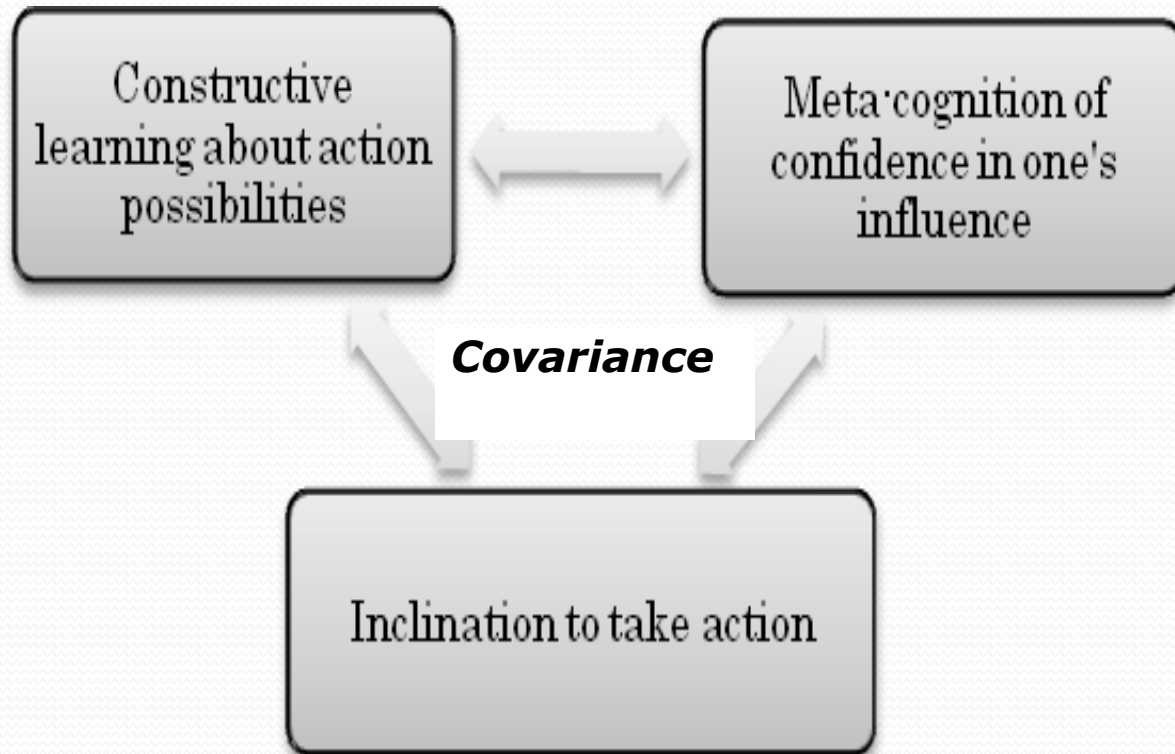 Constructive
learning about action
possibilities
Meta-cognition of
confidence in one's
influence
Covariance
Inclination to take action